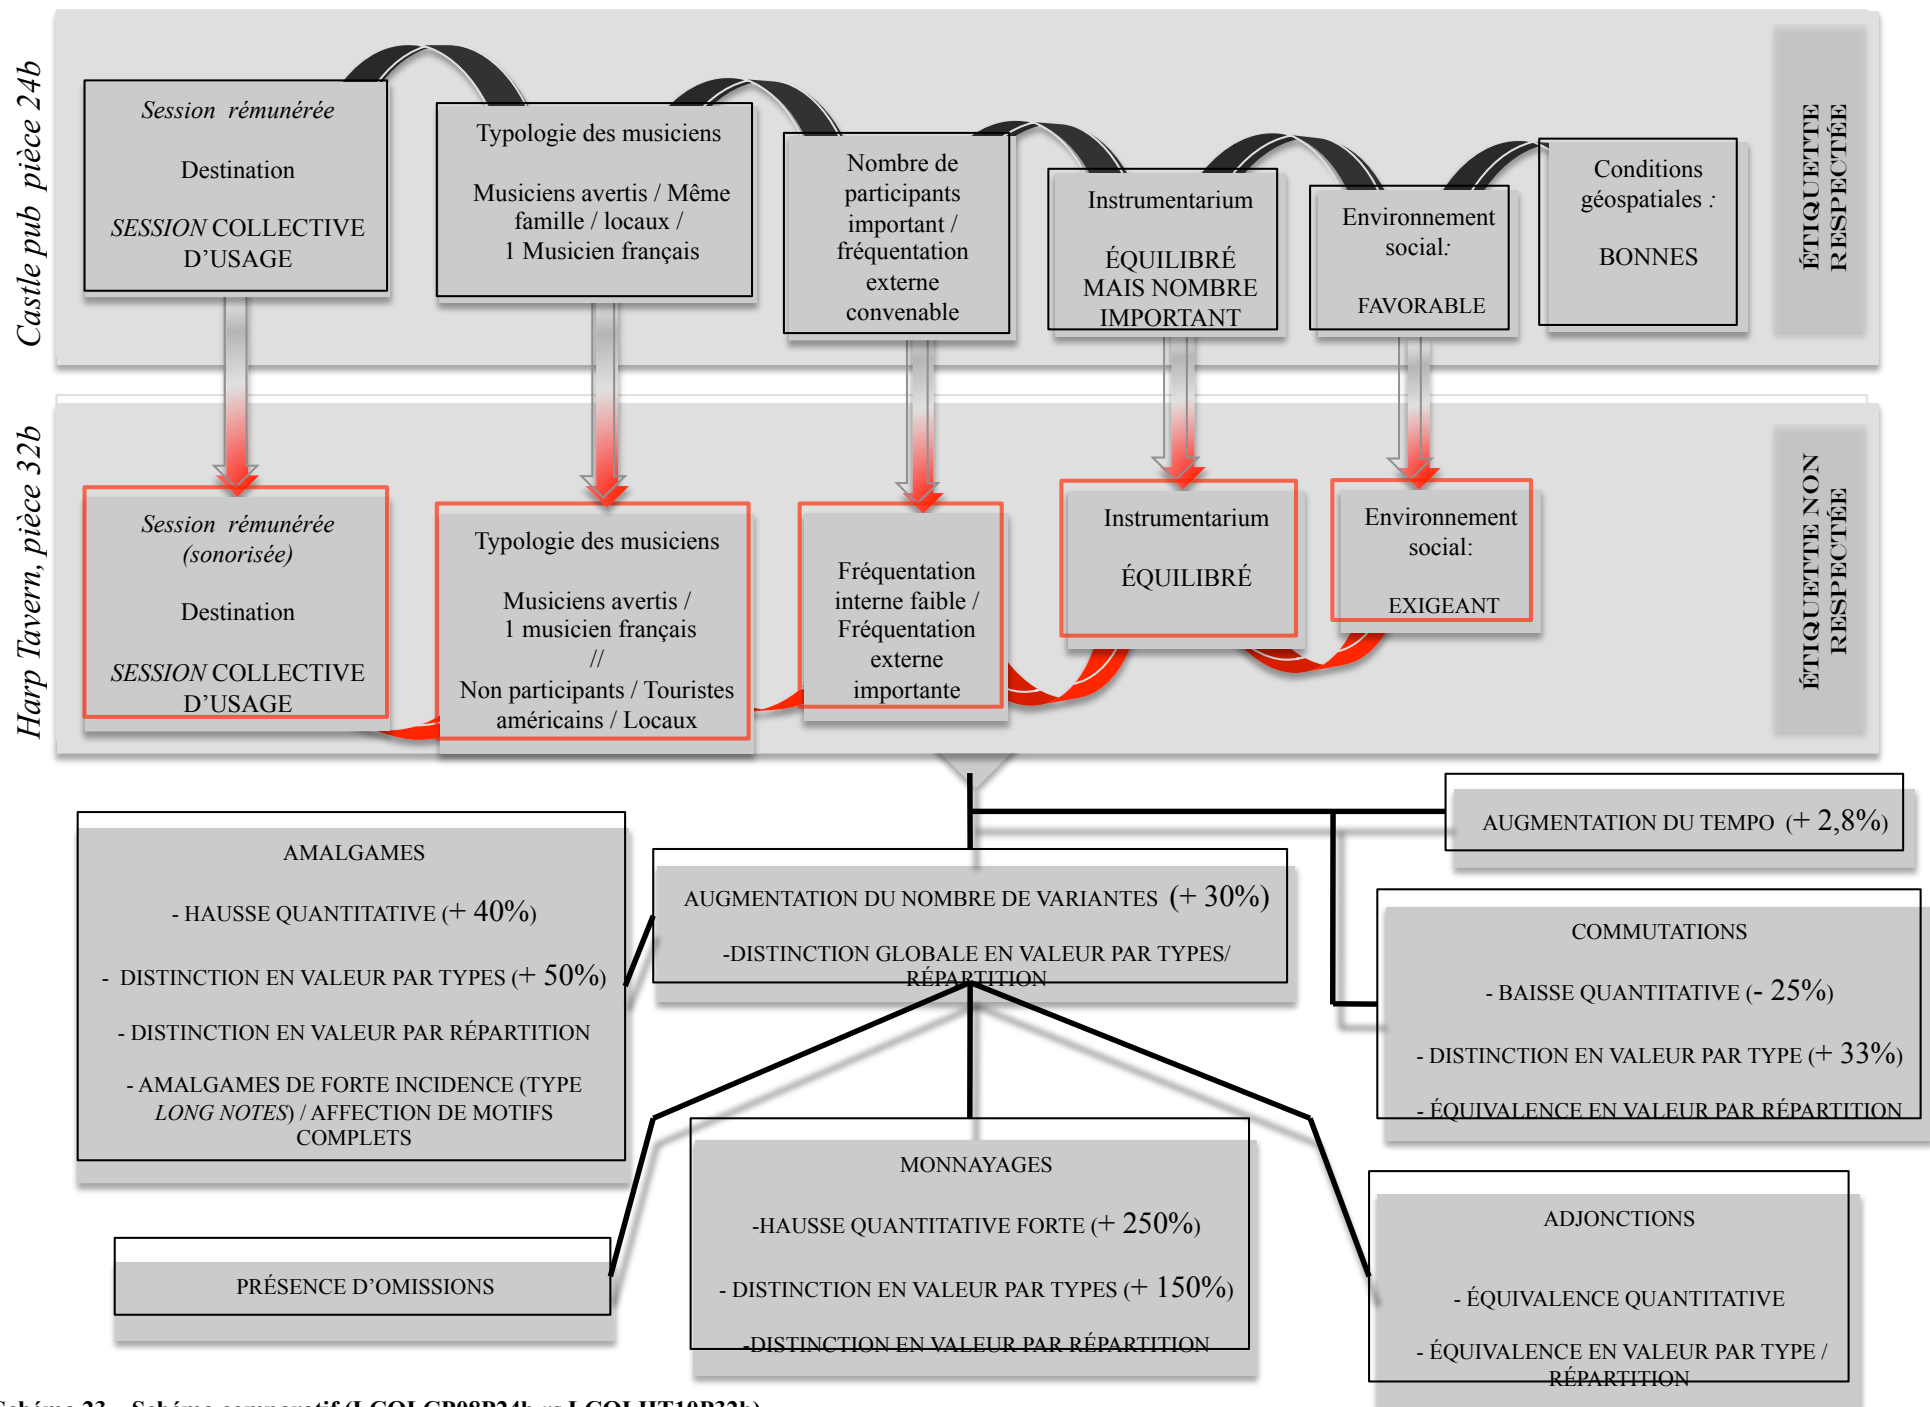 Castle pub pièce 24b
Session rémunérée
Destination
SESSION COLLECTIVE
D'USAGE
Typologie des musiciens
Musiciens avertis / Même
famille / locaux /
1 Musicien français
Nombre de
participants
important /
fréquentation
externe
convenable
Instrumentarium
ÉQUILIBRÉ
MAIS NOMBRE
IMPORTANT
Environnement
social:
FAVORABLE
Conditions
géospatiales :
BONNES
ÉTIQUETTE
RESPECTÉE
Harp Tavern, pièce 32b
Session rémunérée
(sonorisée)
Destination
SESSION COLLECTIVE
D'USAGE
Typologie des musiciens
Musiciens avertis /
1 musicien français
//
Non participants / Touristes
américains / Locaux
Fréquentation
interne faible /
Fréquentation
externe
importante
Instrumentarium
ÉQUILIBRÉ
Environnement
social:
EXIGEANT
ÉTIQUETTE NON
RESPECTÉE
AMALGAMES
- HAUSSE QUANTITATIVE (+ 40%)
- DISTINCTION EN VALEUR PAR TYPES (+ 50%)
- DISTINCTION EN VALEUR PAR RÉPARTITION
- AMALGAMES DE FORTE INCIDENCE (TYPE
LONG NOTES) / AFFECTION DE MOTIFS
COMPLETS
AUGMENTATION DU NOMBRE DE VARIANTES (+ 30%)
-DISTINCTION GLOBALE EN VALEUR PAR TYPES/
RÉPARTITION
AUGMENTATION DU TEMPO (+ 2,8%)
COMMUTATIONS
- BAISSE QUANTITATIVE (- 25%)
- DISTINCTION EN VALEUR PAR TYPE (+ 33%)
- ÉQUIVALENCE EN VALEUR PAR RÉPARTITION
PRÉSENCE D'OMISSIONS
MONNAYAGES
-HAUSSE QUANTITATIVE FORTE (+ 250%)
- DISTINCTION EN VALEUR PAR TYPES (+ 150%)
-DISTINCTION EN VALEUR PAR RÉPARTITION
ADJONCTIONS
- ÉQUIVALENCE QUANTITATIVE
- ÉQUIVALENCE EN VALEUR PAR TYPE /
RÉPARTITION